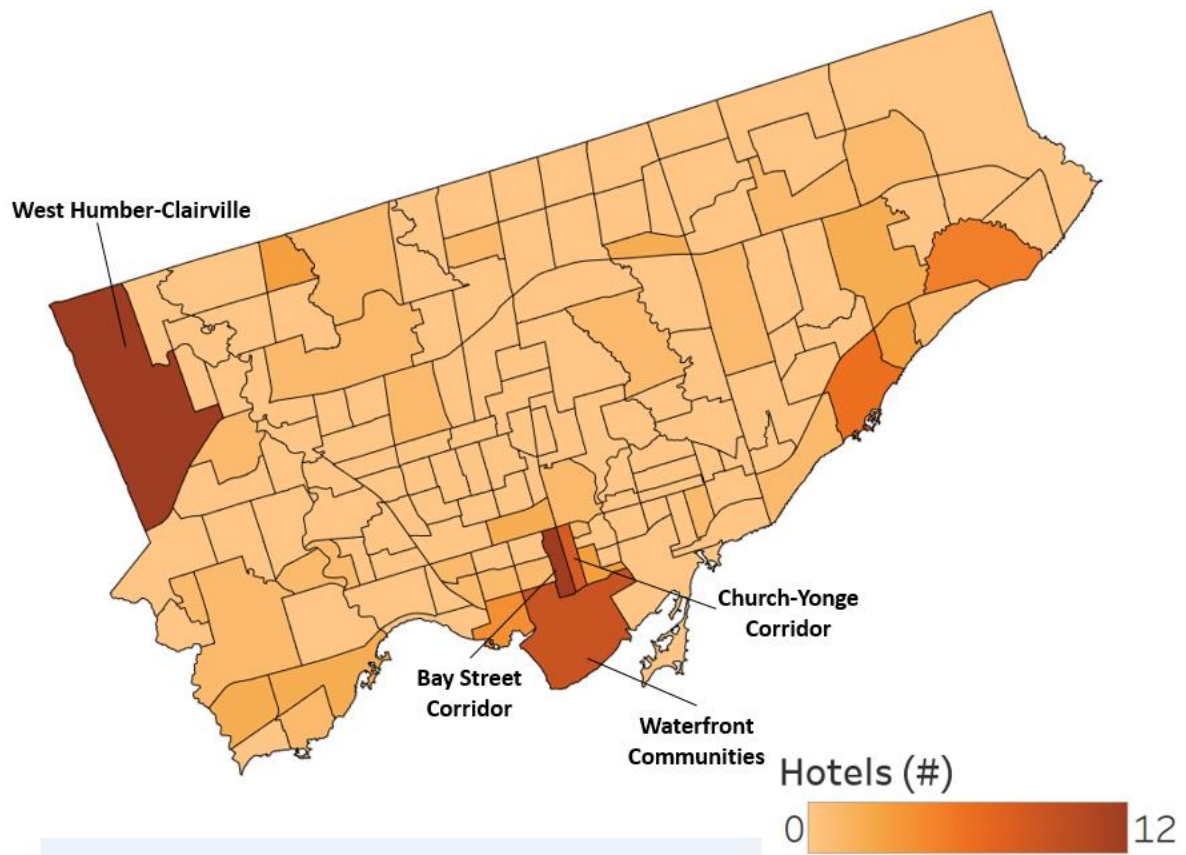 West Humber-Clairville
Church-Yonge
Corridor
Bay Street
Corridor
Waterfront
Communities
Hotels (#)
0
12